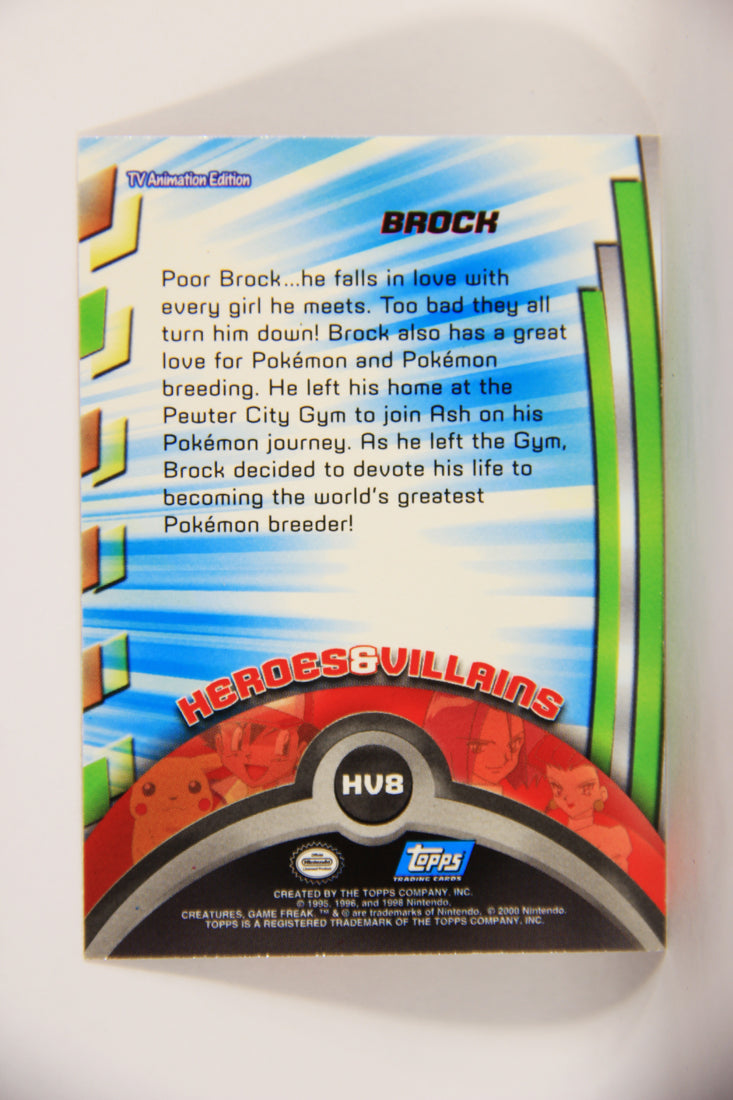 TV Animation Edition
BROCK
Poor Brock...he falls in love with
every girl he meets. Too bad they all
turn him down! Brock also has a great
love for Pokémon and Pokémon
breeding. He left his home at the
Pewter City Gym to join Ash on his
Pokémon journey. As he left the Gym,
Brock decided to devote his life to
becoming the world's greatest
Pokémon breeder!
HEROES&VILLAINS
HV8
Official
Nintendo
Licensed Product
TOPPS
TRADING CARDS
CREATED BY THE TOPPS COMPANY, INC.
© 1995, 1996, and 1998 Nintendo,
CREATURES, GAME FREAK. ™ & ® are trademarks of Nintendo. © 2000 Nintendo.
TOPPS IS A REGISTERED TRADEMARK OF THE TOPPS COMPANY, INC.